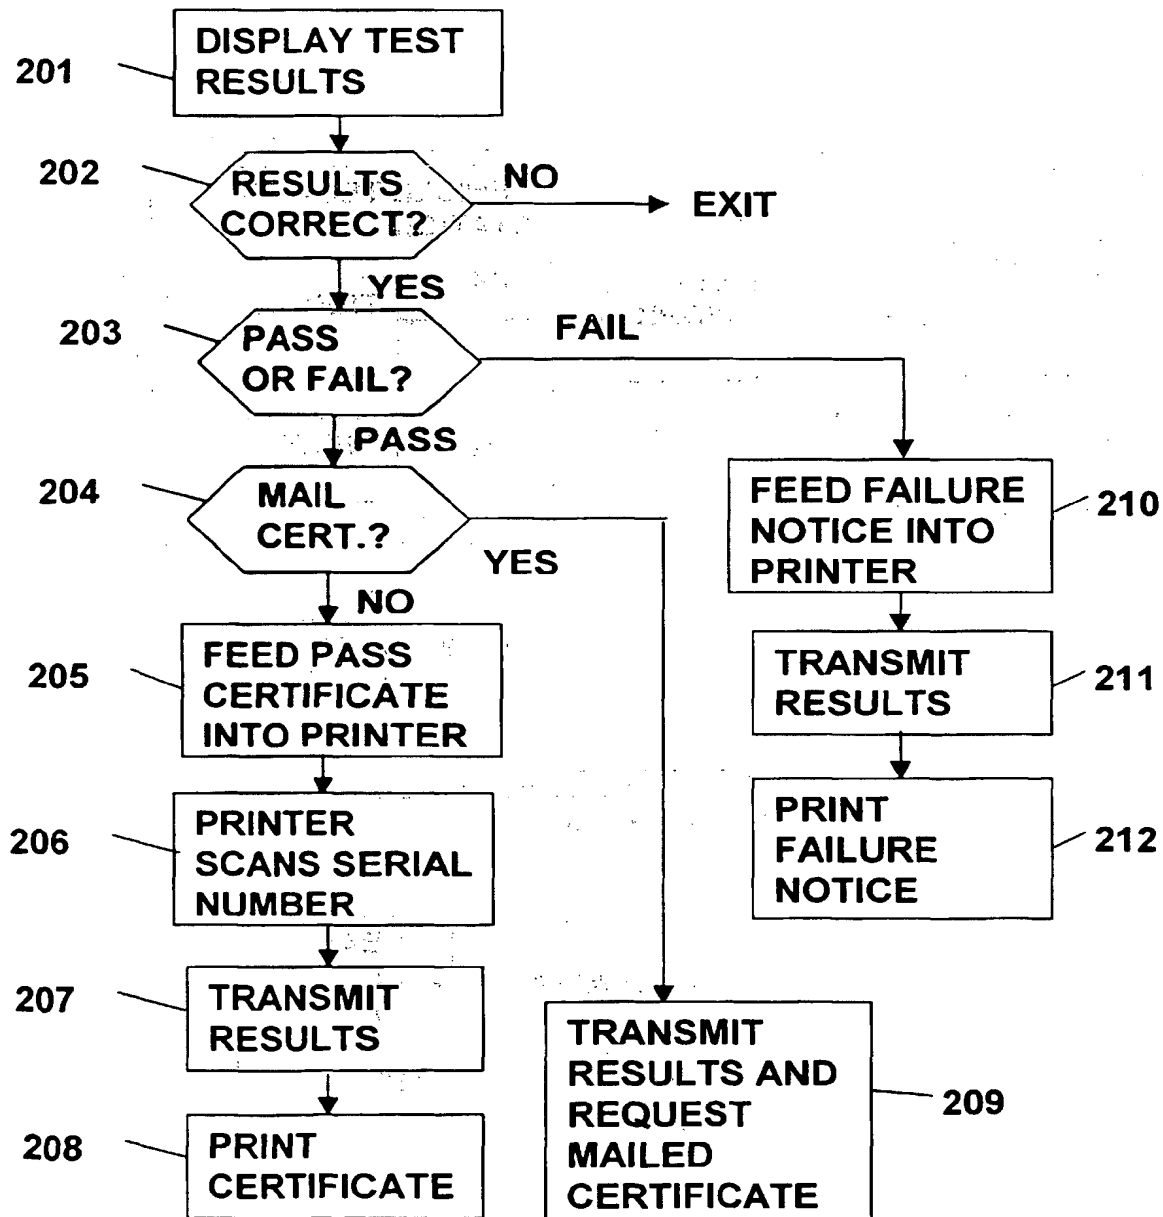 201
DISPLAY TEST
RESULTS
202
RESULTS
CORRECT?
NO
EXIT
YES
203
PASS
OR FAIL?
FAIL
PASS
204
MAIL
CERT.?
YES
NO
FEED FAILURE
NOTICE INTO
PRINTER
210
205
FEED PASS
CERTIFICATE
INTO PRINTER
TRANSMIT
RESULTS
211
206
PRINTER
SCANS SERIAL
NUMBER
PRINT
FAILURE
NOTICE
212
207
TRANSMIT
RESULTS
208
PRINT
CERTIFICATE
TRANSMIT
RESULTS AND
REQUEST
MAILED
CERTIFICATE
209